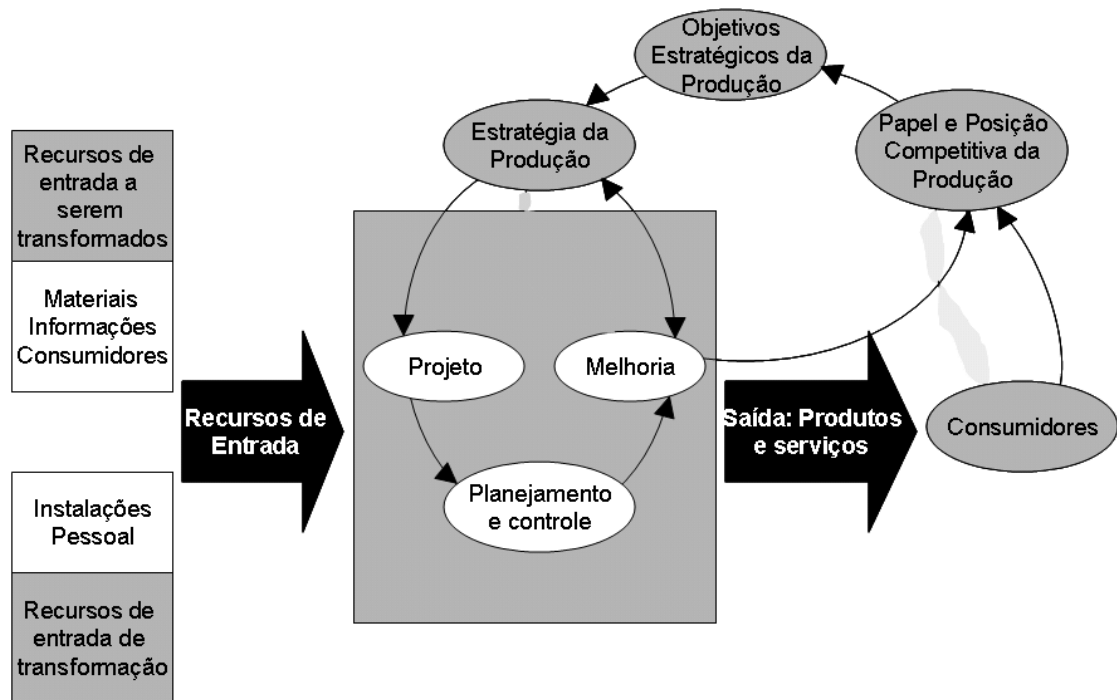 Objetivos
Estratégicos da
Produção
Estratégia da
Produção
Papel e Posição
Competitiva da
Produção
Recursos de
entrada a
serem
transformados
Materiais
Informações
Consumidores
Recursos de
Entrada
Projeto
Melhoria
Planejamento
e controle
Saída: Produtos
e serviços
Consumidores
Instalações
Pessoal
Recursos de
entrada de
transformação